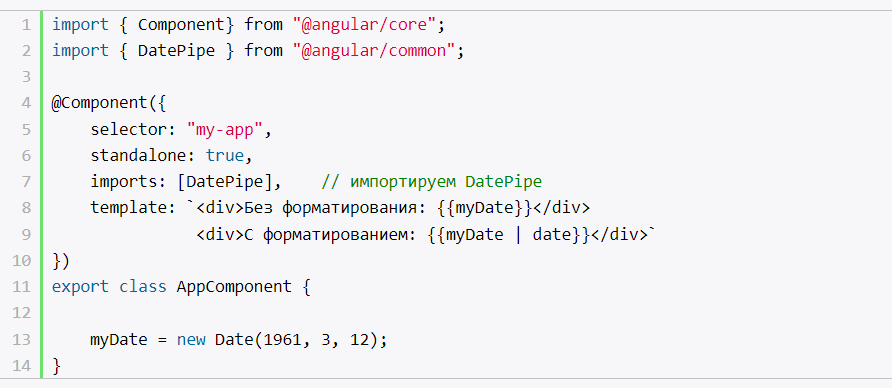 1 import { Component} from "@angular/core";
2 import { DatePipe } from "@angular/common";
3
4 @Component({
5     selector: "my-app",
6     standalone: true,
7     imports: [DatePipe],    // импортируем DatePipe
8     template: `<div>Без форматирования: {{myDate}}</div>
9                <div>С форматированием: {{myDate | date}}</div>`
10 })
11 export class AppComponent {
12
13     myDate = new Date(1961, 3, 12);
14 }